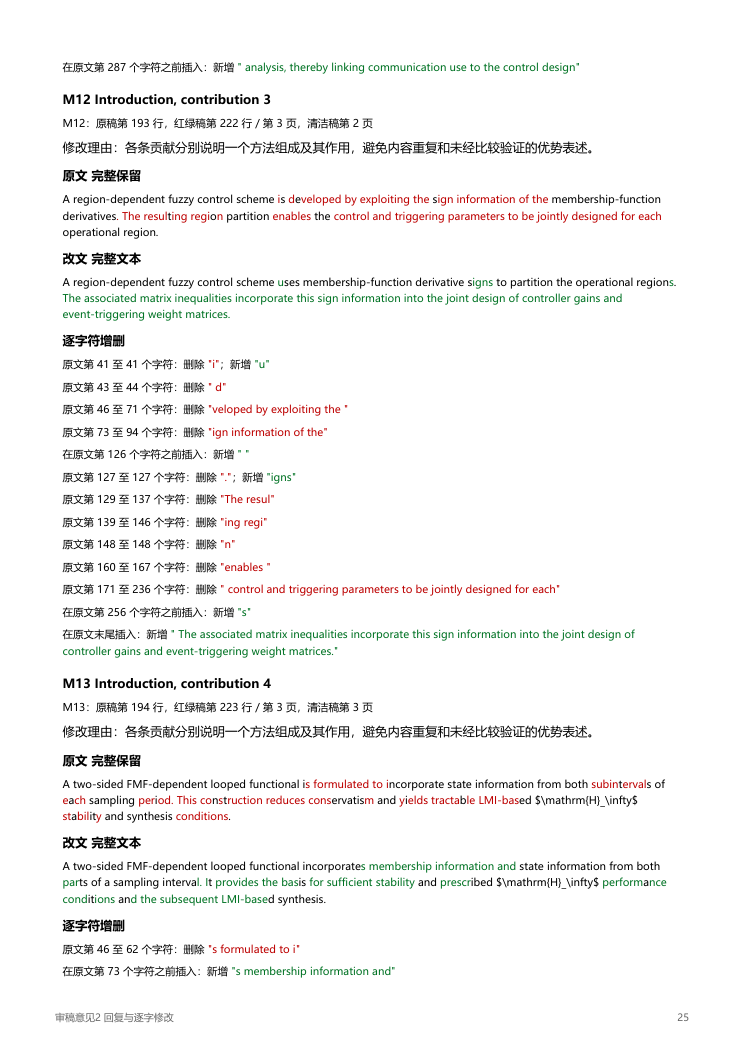 在原文第 287 个字符之前插入：新增 " analysis, thereby linking communication use to the control design"
M12 Introduction, contribution 3
M12：原稿第 193 行，红绿稿第 222 行 / 第 3 页，清洁稿第 2 页
修改理由：各条贡献分别说明一个方法组成及其作用，避免内容重复和未经比较验证的优势表述。
原文 完整保留
A region-dependent fuzzy control scheme is developed by exploiting the sign information of the membership-function
derivatives. The resulting region partition enables the control and triggering parameters to be jointly designed for each
operational region.
改文 完整文本
A region-dependent fuzzy control scheme uses membership-function derivative signs to partition the operational regions.
The associated matrix inequalities incorporate this sign information into the joint design of controller gains and
event-triggering weight matrices.
逐字符增删
原文第 41 至 41 个字符：删除 "i"；新增 "u"
原文第 43 至 44 个字符：删除 " d"
原文第 46 至 71 个字符：删除 "veloped by exploiting the "
原文第 73 至 94 个字符：删除 "ign information of the"
在原文第 126 个字符之前插入：新增 " "
原文第 127 至 127 个字符：删除 "."；新增 "igns"
原文第 129 至 137 个字符：删除 "The resul"
原文第 139 至 146 个字符：删除 "ing regi"
原文第 148 至 148 个字符：删除 "n"
原文第 160 至 167 个字符：删除 "enables "
原文第 171 至 236 个字符：删除 " control and triggering parameters to be jointly designed for each"
在原文第 256 个字符之前插入：新增 "s"
在原文末尾插入：新增 " The associated matrix inequalities incorporate this sign information into the joint design of
controller gains and event-triggering weight matrices."
M13 Introduction, contribution 4
M13：原稿第 194 行，红绿稿第 223 行 / 第 3 页，清洁稿第 3 页
修改理由：各条贡献分别说明一个方法组成及其作用，避免内容重复和未经比较验证的优势表述。
原文 完整保留
A two-sided FMF-dependent looped functional is formulated to incorporate state information from both subintervals of
each sampling period. This construction reduces conservatism and yields tractable LMI-based $\mathrm{H}_\infty$
stability and synthesis conditions.
改文 完整文本
A two-sided FMF-dependent looped functional incorporates membership information and state information from both
parts of a sampling interval. It provides the basis for sufficient stability and prescribed $\mathrm{H}_\infty$ performance
conditions and the subsequent LMI-based synthesis.
逐字符增删
原文第 46 至 62 个字符：删除 "s formulated to i"
在原文第 73 个字符之前插入：新增 "s membership information and"
审稿意见2 回复与逐字修改
25